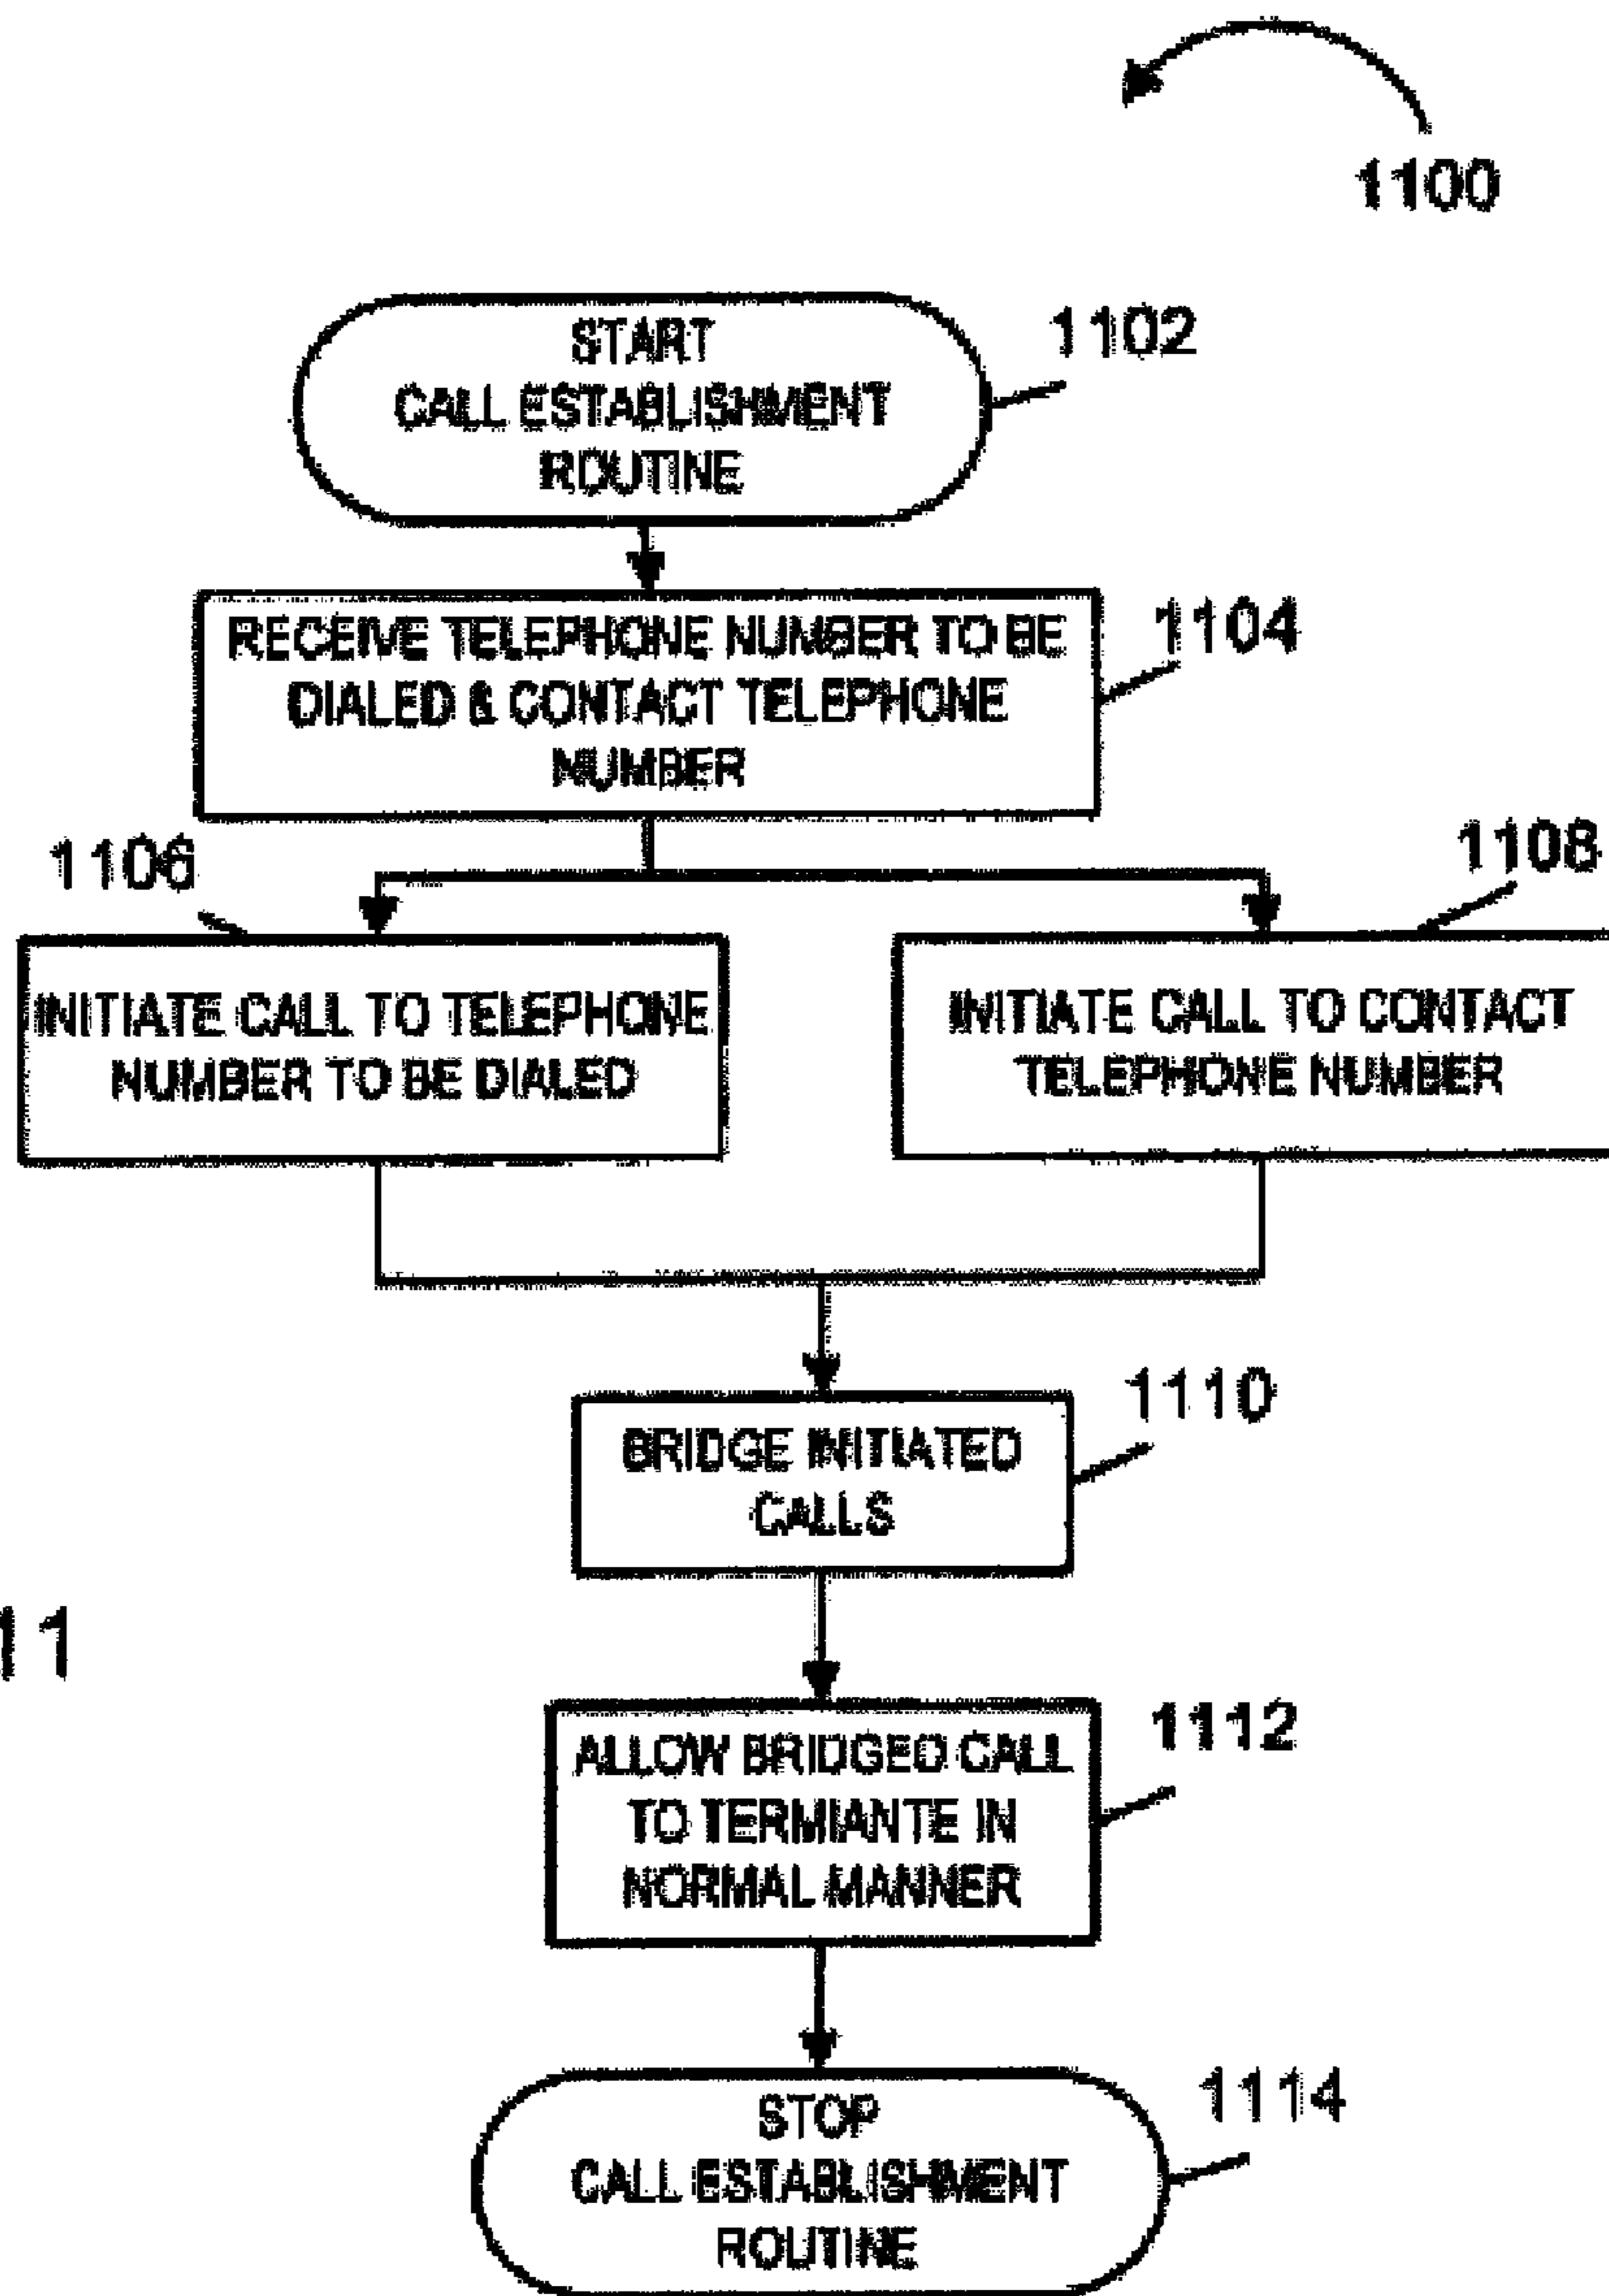 1100
START
CALL ESTABLISHMENT
ROUTINE
1102
RECEIVE TELEPHONE NUMBER TO BE
DIALED & CONTACT TELEPHONE
NUMBER
1104
1106
1108
INITIATE CALL TO TELEPHONE
NUMBER TO BE DIALED
INITIATE CALL TO CONTACT
TELEPHONE NUMBER
BRIDGE INITIATED
CALLS
1110
11
ALLOW BRIDGED CALL
TO TERMIANTE IN
NORMAL MANNER
1112
STOP
CALL ESTABLISHMENT
ROUTINE
1114